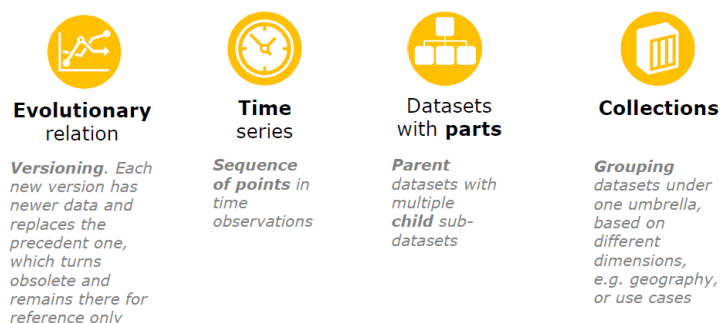 Evolutionary
relation
Versioning. Each
new version has
newer data and
replaces the
precedent one,
which turns
obsolete and
remains there for
reference only
Time
series
Sequence
of points in
time
observations
Datasets
with parts
Parent
datasets with
multiple
child sub-
datasets
Collections
Grouping
datasets under
one umbrella,
based on
different
dimensions,
e.g. geography,
or use cases